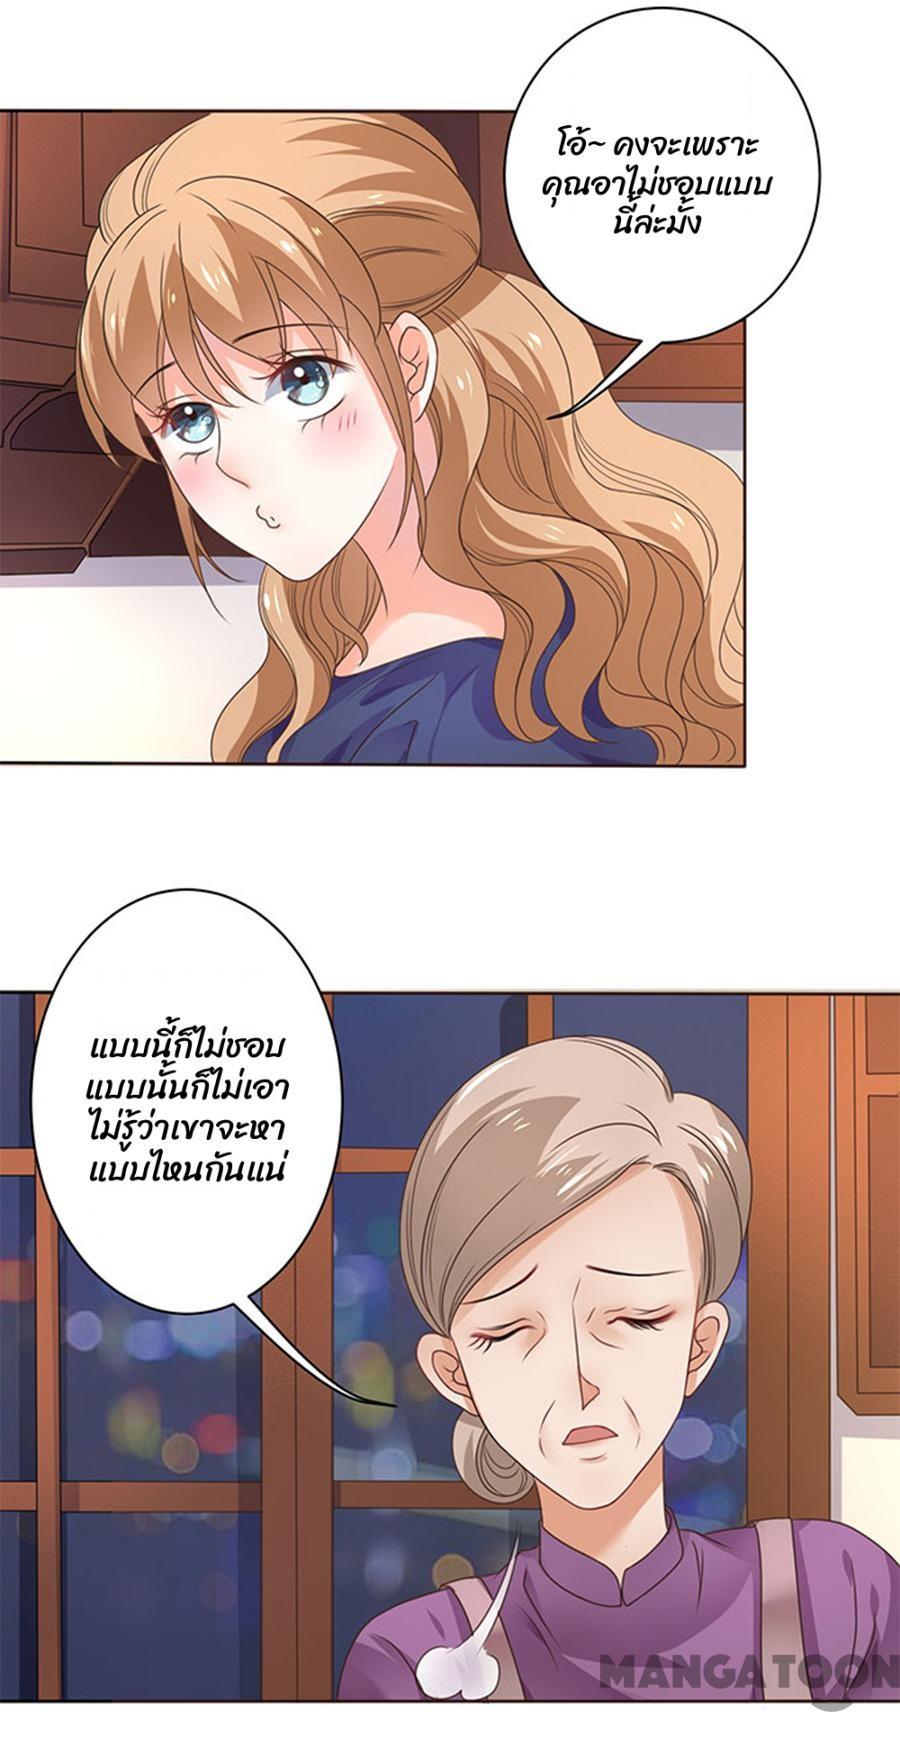 โอ้~ คงจะเพราะ
คุณอาไม่ชอบแบบ
นี้ล่ะมั้ง
แบบนี้ก็ไม่ชอบ
แบบนั้นก็ไม่เอา
ไม่รู้ว่าเขาจะหา
แบบไหนกันแน่
MANGATOON